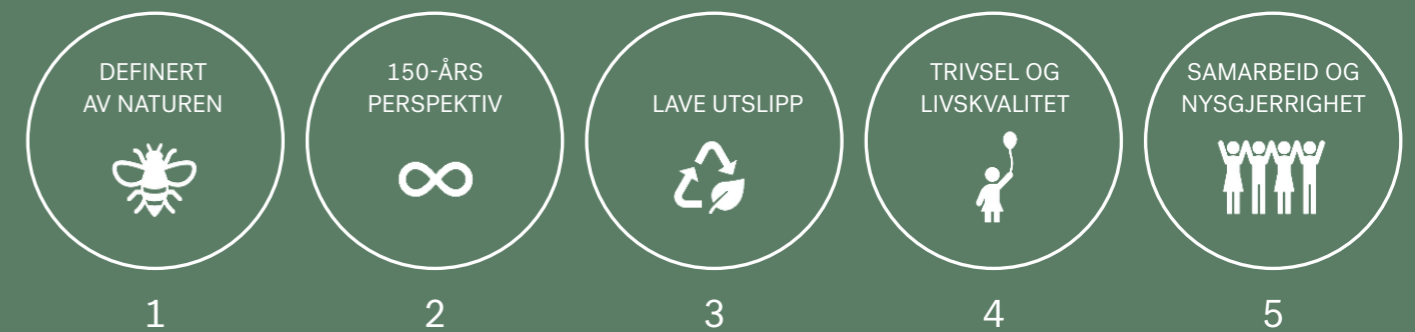 DEFINERT
AV NATUREN
150-ÅRS
PERSPEKTIV
LAVE UTSLIPP
TRIVSEL OG
LIVSKVALITET
SAMARBEID OG
NYSGJERRIGHET
1
2
3
4
5